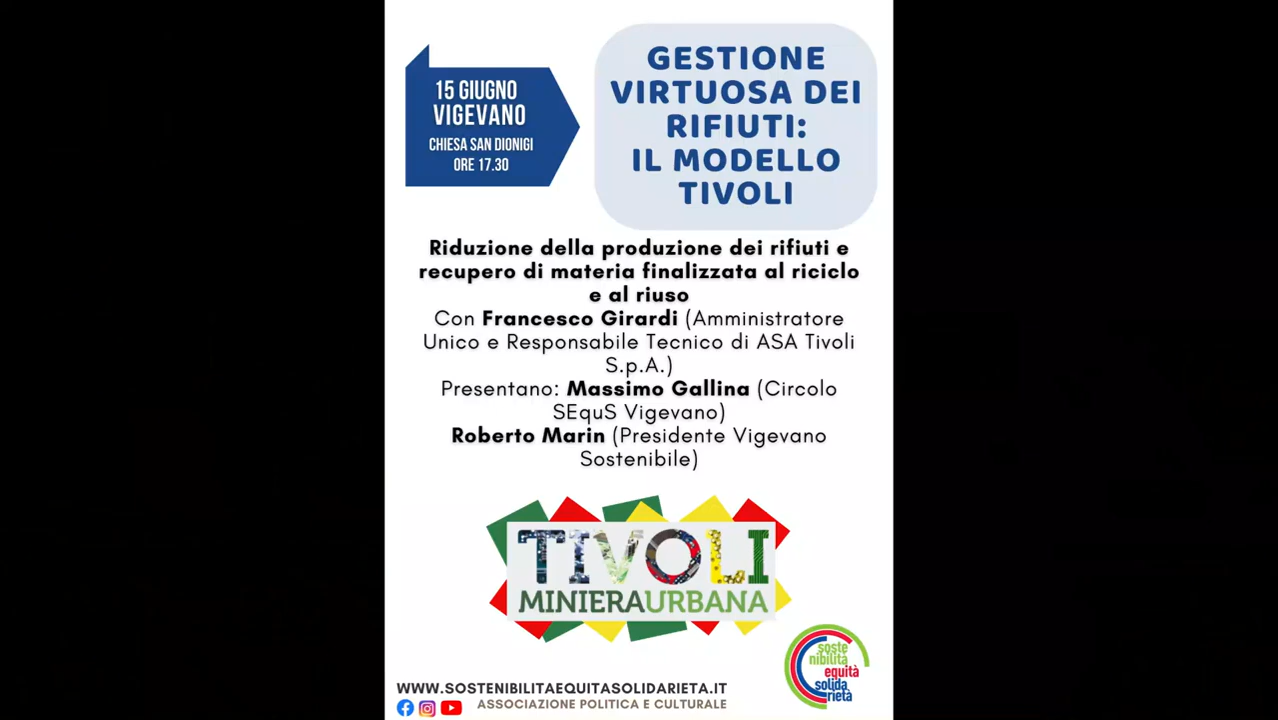 15 GIUGNO
VIGEVANO
CHIESA SAN DIONIGI
ORE 17.30
GESTIONE
VIRTUOSA DEI
RIFIUTI:
IL MODELLO
TIVOLI
Riduzione della produzione dei rifiuti e
recupero di materia finalizzata al riciclo
e al riuso
Con Francesco Girardi (Amministratore
Unico e Responsabile Tecnico di ASA Tivoli
S.p.A.)
Presentano: Massimo Gallina (Circolo
SEquS Vigevano)
Roberto Marin (Presidente Vigevano
Sostenibile)
TIVOLI
MINIERAURBANA
soste
nibilità
equità
solida
rietà
WWW.SOSTENIBILITAEQUITASOLIDARIETA.IT
ASSOCIAZIONE POLITICA E CULTURALE